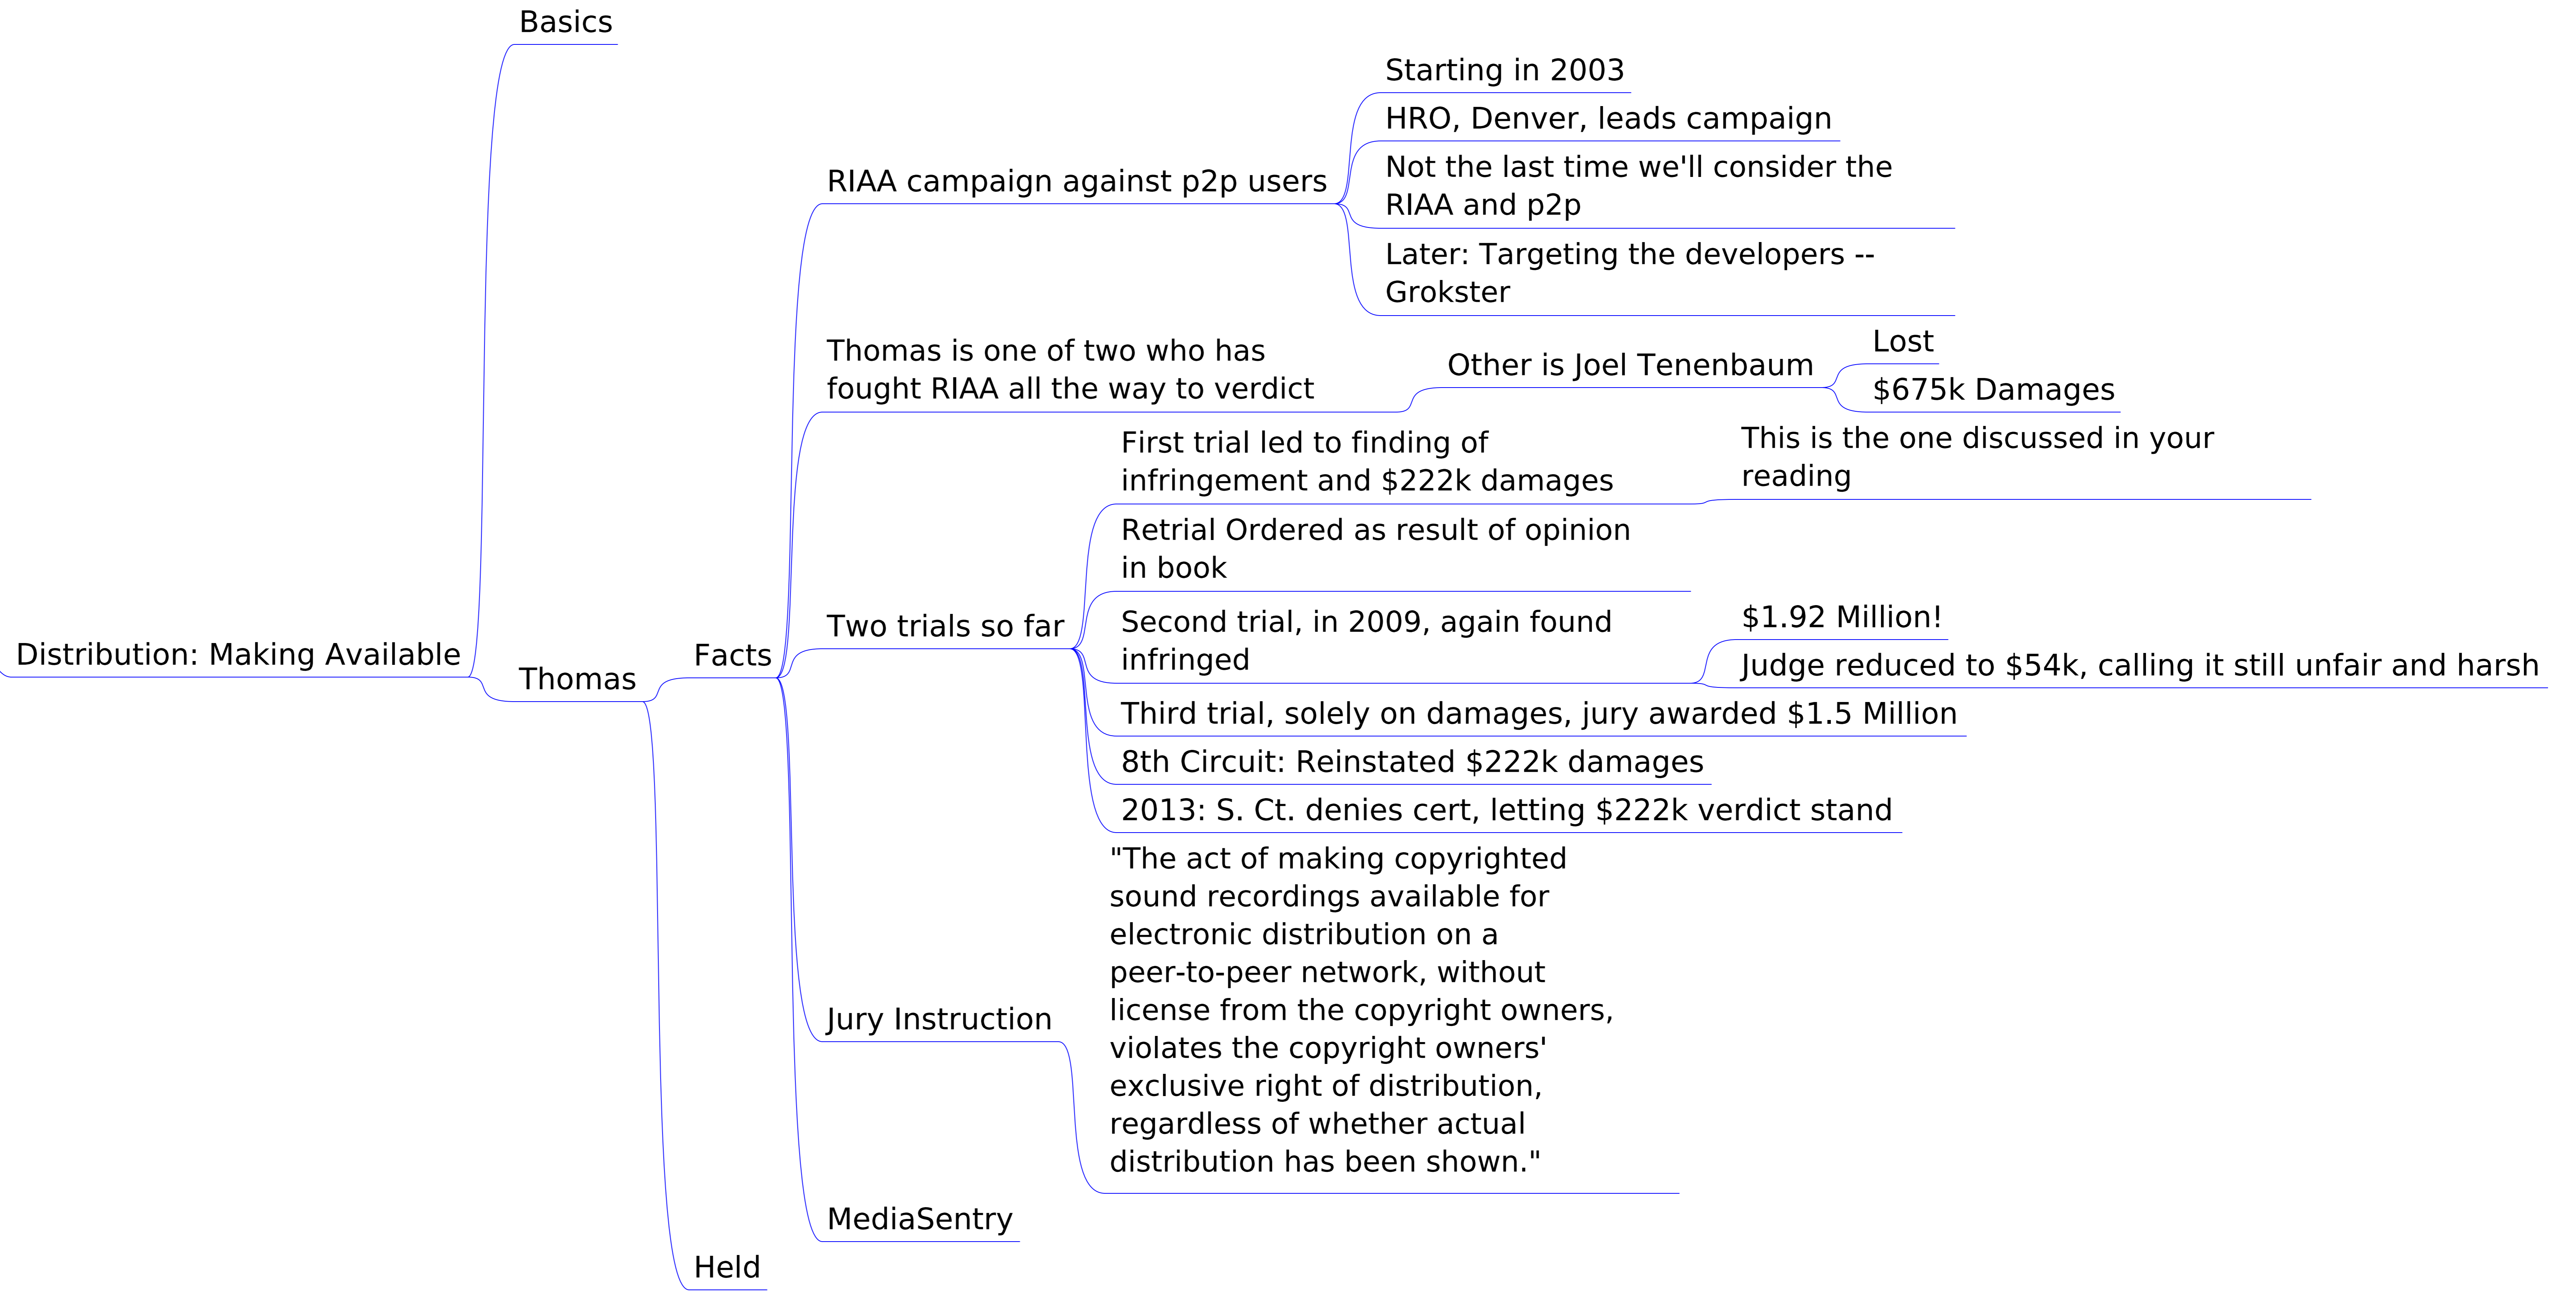 Basics
Starting in 2003
HRO, Denver, leads campaign
RIAA campaign against p2p users
Not the last time we'll consider the
RIAA and p2p
Later: Targeting the developers --
Grokster
Thomas is one of two who has
fought RIAA all the way to verdict
Other is Joel Tenenbaum
Lost
$675k Damages
First trial led to finding of
infringement and $222k damages
This is the one discussed in your
reading
Retrial Ordered as result of opinion
in book
Two trials so far
Second trial, in 2009, again found
infringed
$1.92 Million!
Judge reduced to $54k, calling it still unfair and harsh
Distribution: Making Available
Thomas
Facts
Third trial, solely on damages, jury awarded $1.5 Million
8th Circuit: Reinstated $222k damages
2013: S. Ct. denies cert, letting $222k verdict stand
Jury Instruction
"The act of making copyrighted
sound recordings available for
electronic distribution on a
peer-to-peer network, without
license from the copyright owners,
violates the copyright owners'
exclusive right of distribution,
regardless of whether actual
distribution has been shown."
MediaSentry
Held